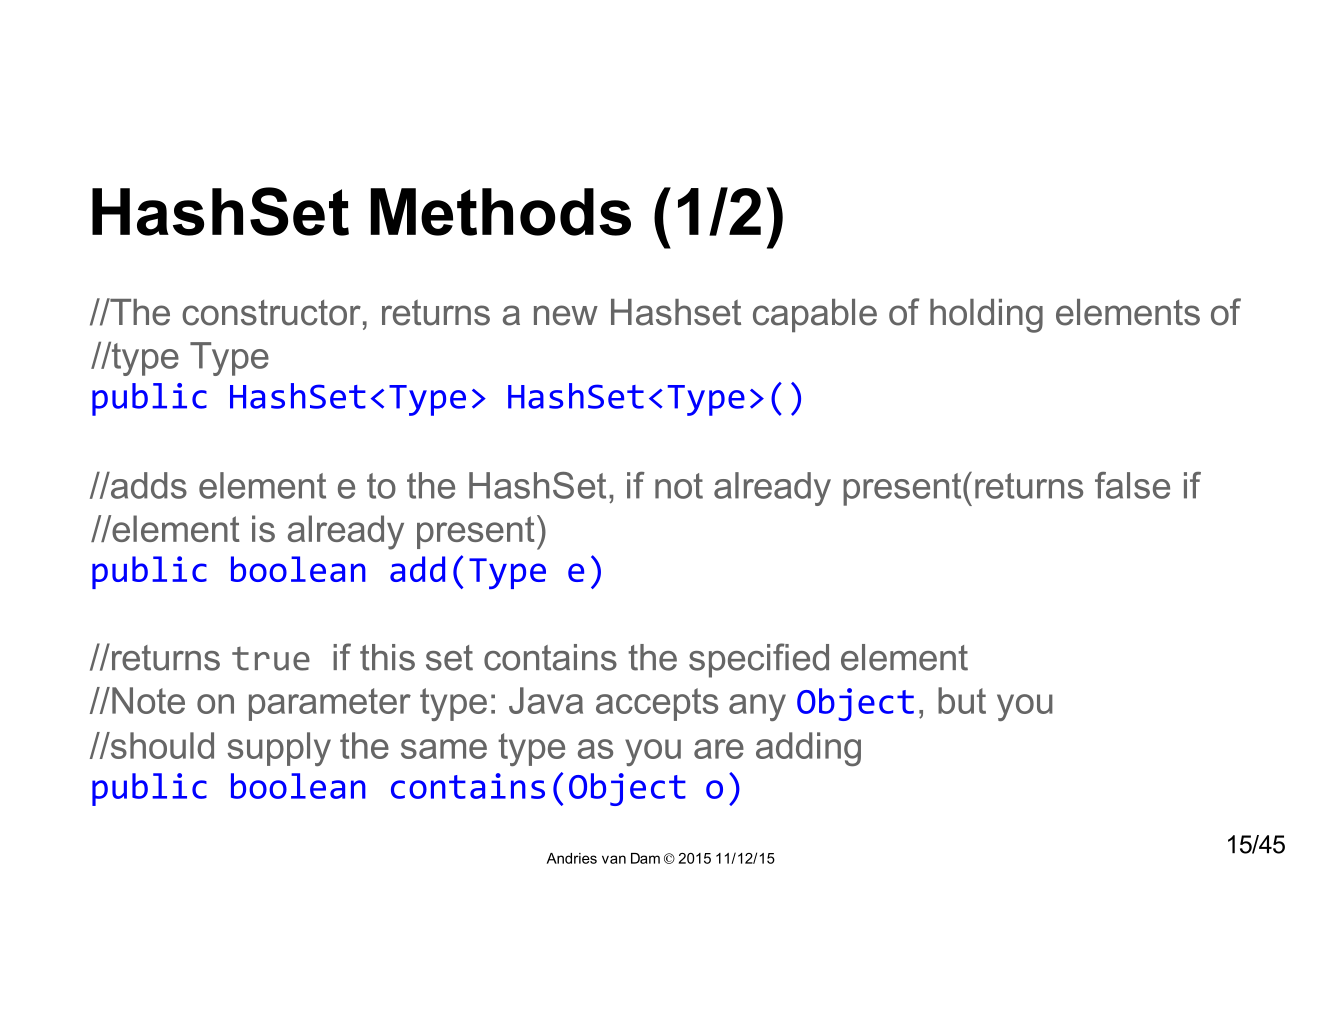 HashSet Methods (1/2)
//The constructor, returns a new Hashset capable of holding elements of
//type Type
public HashSet<Type> HashSet<Type>()
//adds element e to the HashSet, if not already present(returns false if
//element is already present)
public boolean add(Type e)
//returns true if this set contains the specified element
//Note on parameter type: Java accepts any Object, but you
//should supply the same type as you are adding
public boolean contains(Object o)
Andries van Dam © 2015 11/12/15
15/45